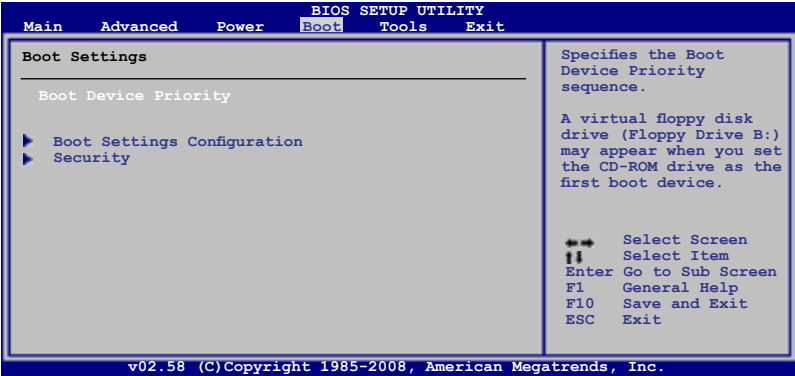 BIOS SETUP UTILITY
Main Advanced Power Boot Tools Exit
Boot Settings
Boot Device Priority
Boot Settings Configuration
Security
Specifies the Boot
Device Priority
sequence.
A virtual floppy disk
drive (Floppy Drive B:)
may appear when you set
the CD-ROM drive as the
first boot device.
Select Screen
Select Item
Enter Go to Sub Screen
F1 General Help
F10 Save and Exit
ESC Exit
v02.58 (C)Copyright 1985-2008, American Megatrends, Inc.